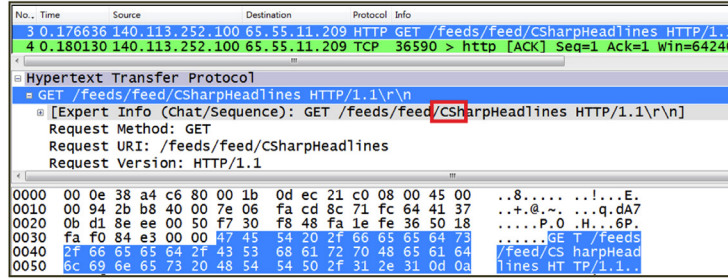 No. . Time Source Destination Protocol Info
3 0.176636 140.113.252.100 65.55.11.209 HTTP GET /feeds/feed/CSharpHeadlines HTTP/1.1
4 0.180130 140.113.252.100 65.55.11.209 TCP 36590 > http [ACK] Seq=1 Ack=1 Win=64240
Hypertext Transfer Protocol
GET /feeds/feed/CSharpHeadlines HTTP/1.1\r\n
[Expert Info (Chat/Sequence): GET /feeds/feed/CSharpHeadlines HTTP/1.1\r\n]
Request Method: GET
Request URI: /feeds/feed/CSharpHeadlines
Request Version: HTTP/1.1
0000 00 0e 38 a4 c6 80 00 1b 0d ec 21 c0 08 00 45 00 ..8..... ..!...E.
0010 00 94 2b b8 40 00 7e 06 fa cd 8c 71 fc 64 41 37 ..+.@.~. ...q.dA7
0020 0b d1 8e ee 00 50 f7 30 f8 48 fa 1e fe 36 50 18 .....P.0 .H...6P.
0030 fa f0 84 e3 00 00 47 45 54 20 2f 66 65 65 64 73 ......GE T /feeds
0040 2f 66 65 65 64 2f 43 53 68 61 72 70 48 65 61 64 /feed/CS harpHead
0050 6c 69 6e 65 73 20 48 54 54 50 2f 31 2e 31 0d 0a lines HT TP/1.1..